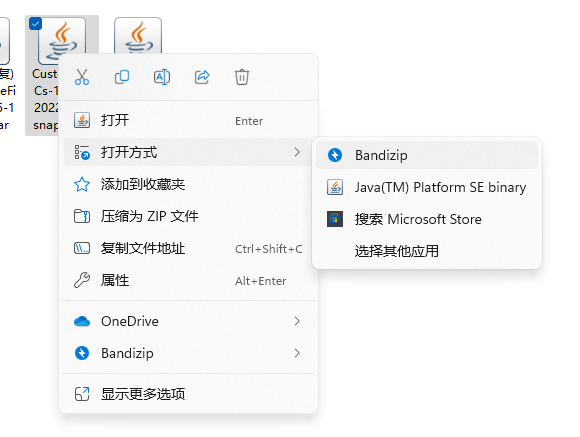 复)
eFi
5-1
ar
Custo
Cs-1
2022
snap
打开
Enter
打开方式
添加到收藏夹
压缩为 ZIP 文件
复制文件地址
Ctrl+Shift+C
属性
Alt+Enter
OneDrive
Bandizip
显示更多选项
Bandizip
Java(TM) Platform SE binary
搜索 Microsoft Store
选择其他应用